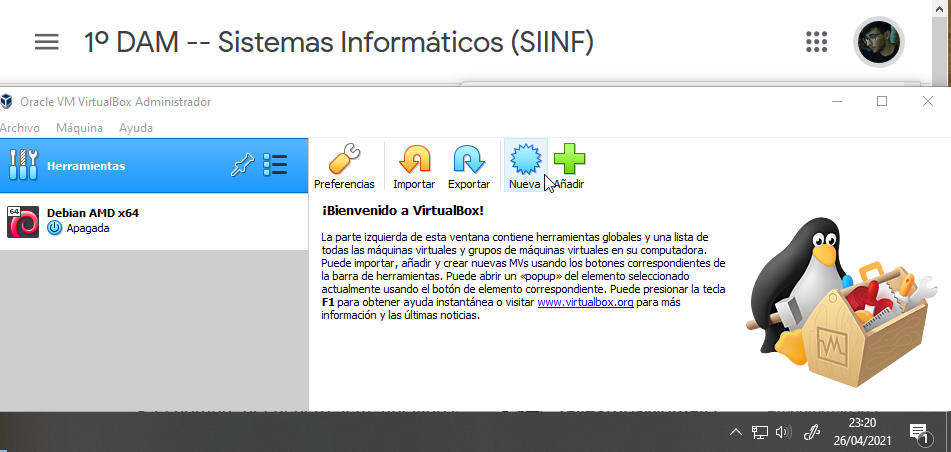 1º DAM -- Sistemas Informáticos (SIINF)
Oracle VM VirtualBox Administrador
Archivo Máquina Ayuda
Herramientas
Preferencias Importar Exportar Nueva Añadir
64
Debian AMD x64
Apagada
¡Bienvenido a VirtualBox!
La parte izquierda de esta ventana contiene herramientas globales y una lista de
todas las máquinas virtuales y grupos de máquinas virtuales en su computadora.
Puede importar, añadir y crear nuevas MVs usando los botones correspondientes de
la barra de herramientas. Puede abrir un «popup» del elemento seleccionado
actualmente usando el botón de elemento correspondiente. Puede presionar la tecla
F1 para obtener ayuda instantánea o visitar www.virtualbox.org para más
información y las últimas noticias.
23:20
26/04/2021
1